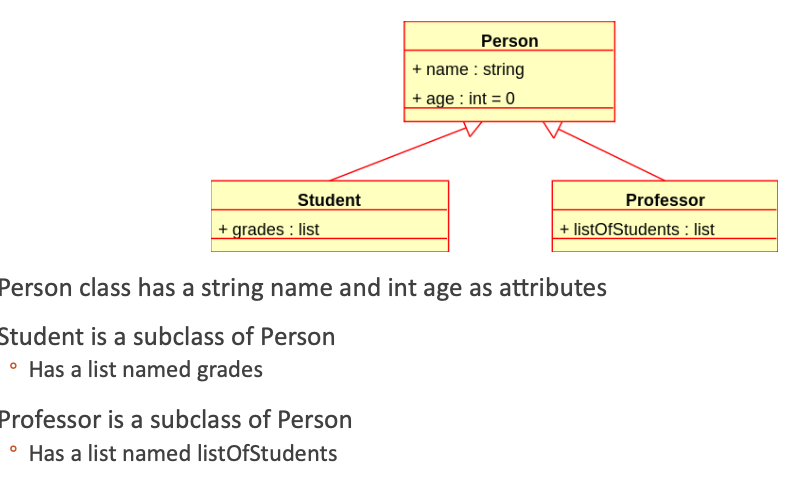 Person
+ name : string
+ age : int = 0
Student
+ grades : list
Professor
+ listOfStudents : list
Person class has a string name and int age as attributes
Student is a subclass of Person
° Has a list named grades
Professor is a subclass of Person
° Has a list named listOfStudents